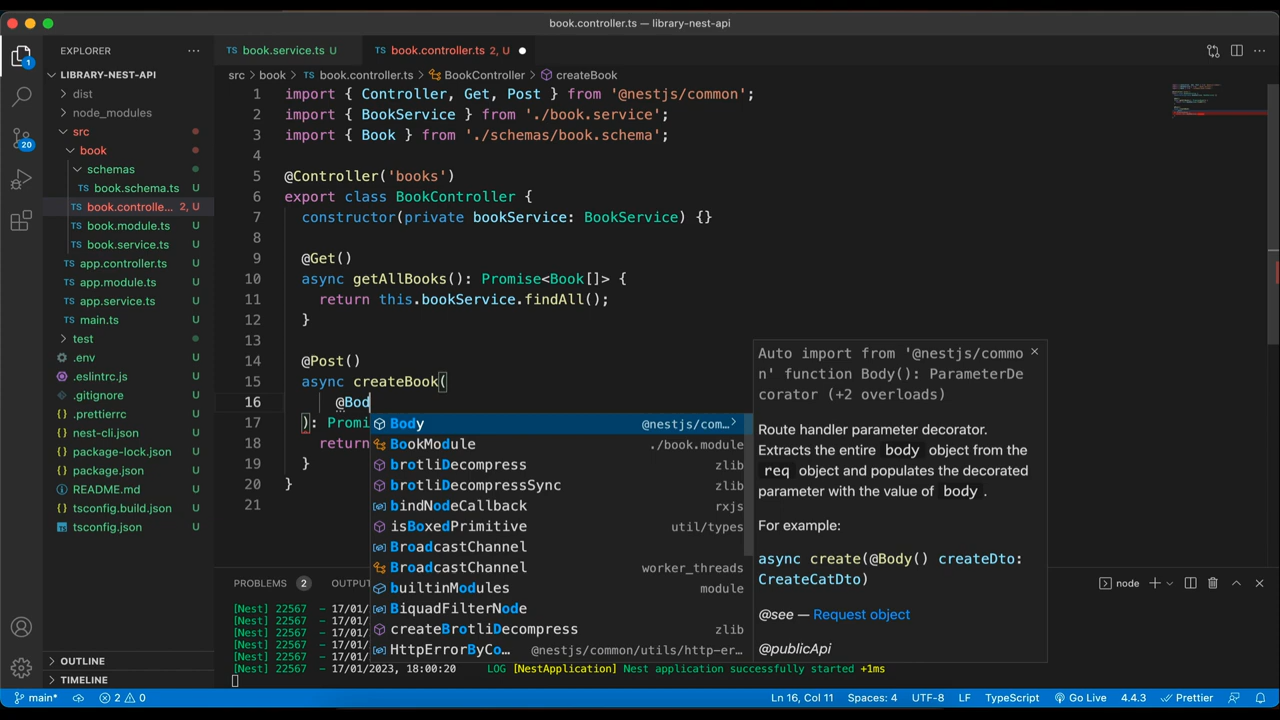 book.controller.ts — library-nest-api
EXPLORER
book.service.ts U
book.controller.ts 2, U
LIBRARY-NEST-API
dist
node_modules
src
book
schemas
book.schema.ts U
book.controlle... 2, U
book.module.ts U
book.service.ts U
app.controller.ts U
app.module.ts U
app.service.ts U
main.ts U
test
.env U
.eslintrc.js U
.gitignore U
.prettierrc U
nest-cli.json U
package-lock.json U
package.json U
README.md U
tsconfig.build.json U
tsconfig.json U
OUTLINE
TIMELINE
src > book > TS book.controller.ts > BookController > createBook
1 import { Controller, Get, Post } from '@nestjs/common';
2 import { BookService } from './book.service';
3 import { Book } from './schemas/book.schema';
4
5 @Controller('books')
6 export class BookController {
7 constructor(private bookService: BookService) {}
8
9 @Get()
10 async getAllBooks(): Promise<Book[]> {
11 return this.bookService.findAll();
12 }
13
14 @Post()
15 async createBook(
16 @Bod
17 ): Promi
18 return
19 }
20 }
21
Body @nestjs/com…
BookModule ./book.module
brotliDecompress zlib
brotliDecompressSync zlib
bindNodeCallback rxjs
isBoxedPrimitive util/types
BroadcastChannel
BroadcastChannel worker_threads
builtinModules module
BiquadFilterNode
createBrotliDecompress zlib
HttpErrorByCo… @nestjs/common/utils/http-er…
Auto import from '@nestjs/commo
n' function Body(): ParameterDe
corator (+2 overloads)
Route handler parameter decorator.
Extracts the entire body object from the
req object and populates the decorated
parameter with the value of body .
For example:
async create(@Body() createDto:
CreateCatDto)
@see — Request object
@publicApi
PROBLEMS 2 OUTPU
node
[Nest] 22567 - 17/01/
[Nest] 22567 - 17/01/
[Nest] 22567 - 17/01/
[Nest] 22567 - 17/01/
[Nest] 22567 - 17/01/2023, 18:00:20 LOG [NestApplication] Nest application successfully started +1ms
main* 2 0 Ln 16, Col 11 Spaces: 4 UTF-8 LF TypeScript Go Live 4.4.3 Prettier